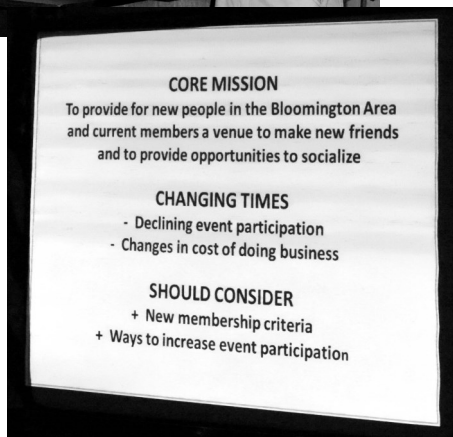 CORE MISSION
To provide for new people in the Bloomington Area
and current members a venue to make new friends
and to provide opportunities to socialize
CHANGING TIMES
- Declining event participation
- Changes in cost of doing business
SHOULD CONSIDER
+ New membership criteria
+ Ways to increase event participation